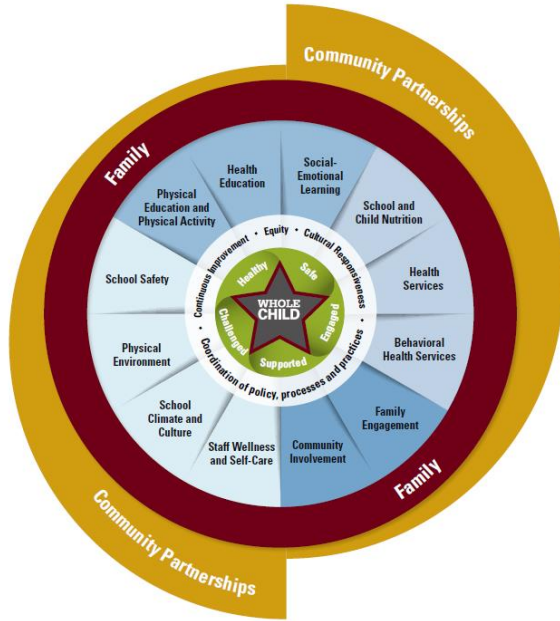 Community Partnerships
Family
Health
Education
Social-
Emotional
Learning
Physical
Education and
Physical Activity
School and
Child Nutrition
School Safety
Health
Services
Physical
Environment
Behavioral
Health Services
School
Climate and
Culture
Family
Engagement
Staff Wellness
and Self-Care
Community
Involvement
Continuous Improvement • Equity • Cultural Responsiveness •
Coordination of policy, processes and practices •
Healthy
Safe
Engaged
Supported
Challenged
WHOLE
CHILD
Family
Community Partnerships